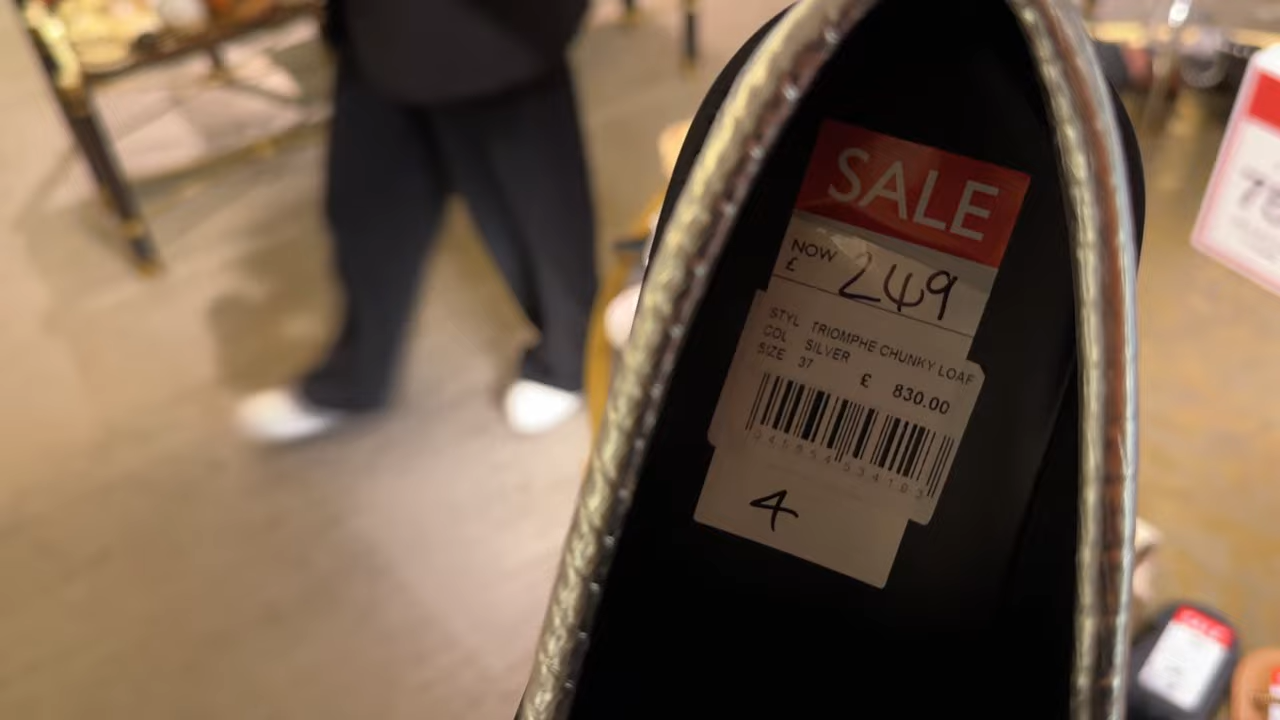 SALE
NOW
£ 249
STYL TRIOMPHE CHUNKY LOAF
COL SILVER
SIZE 37
£ 830.00
4